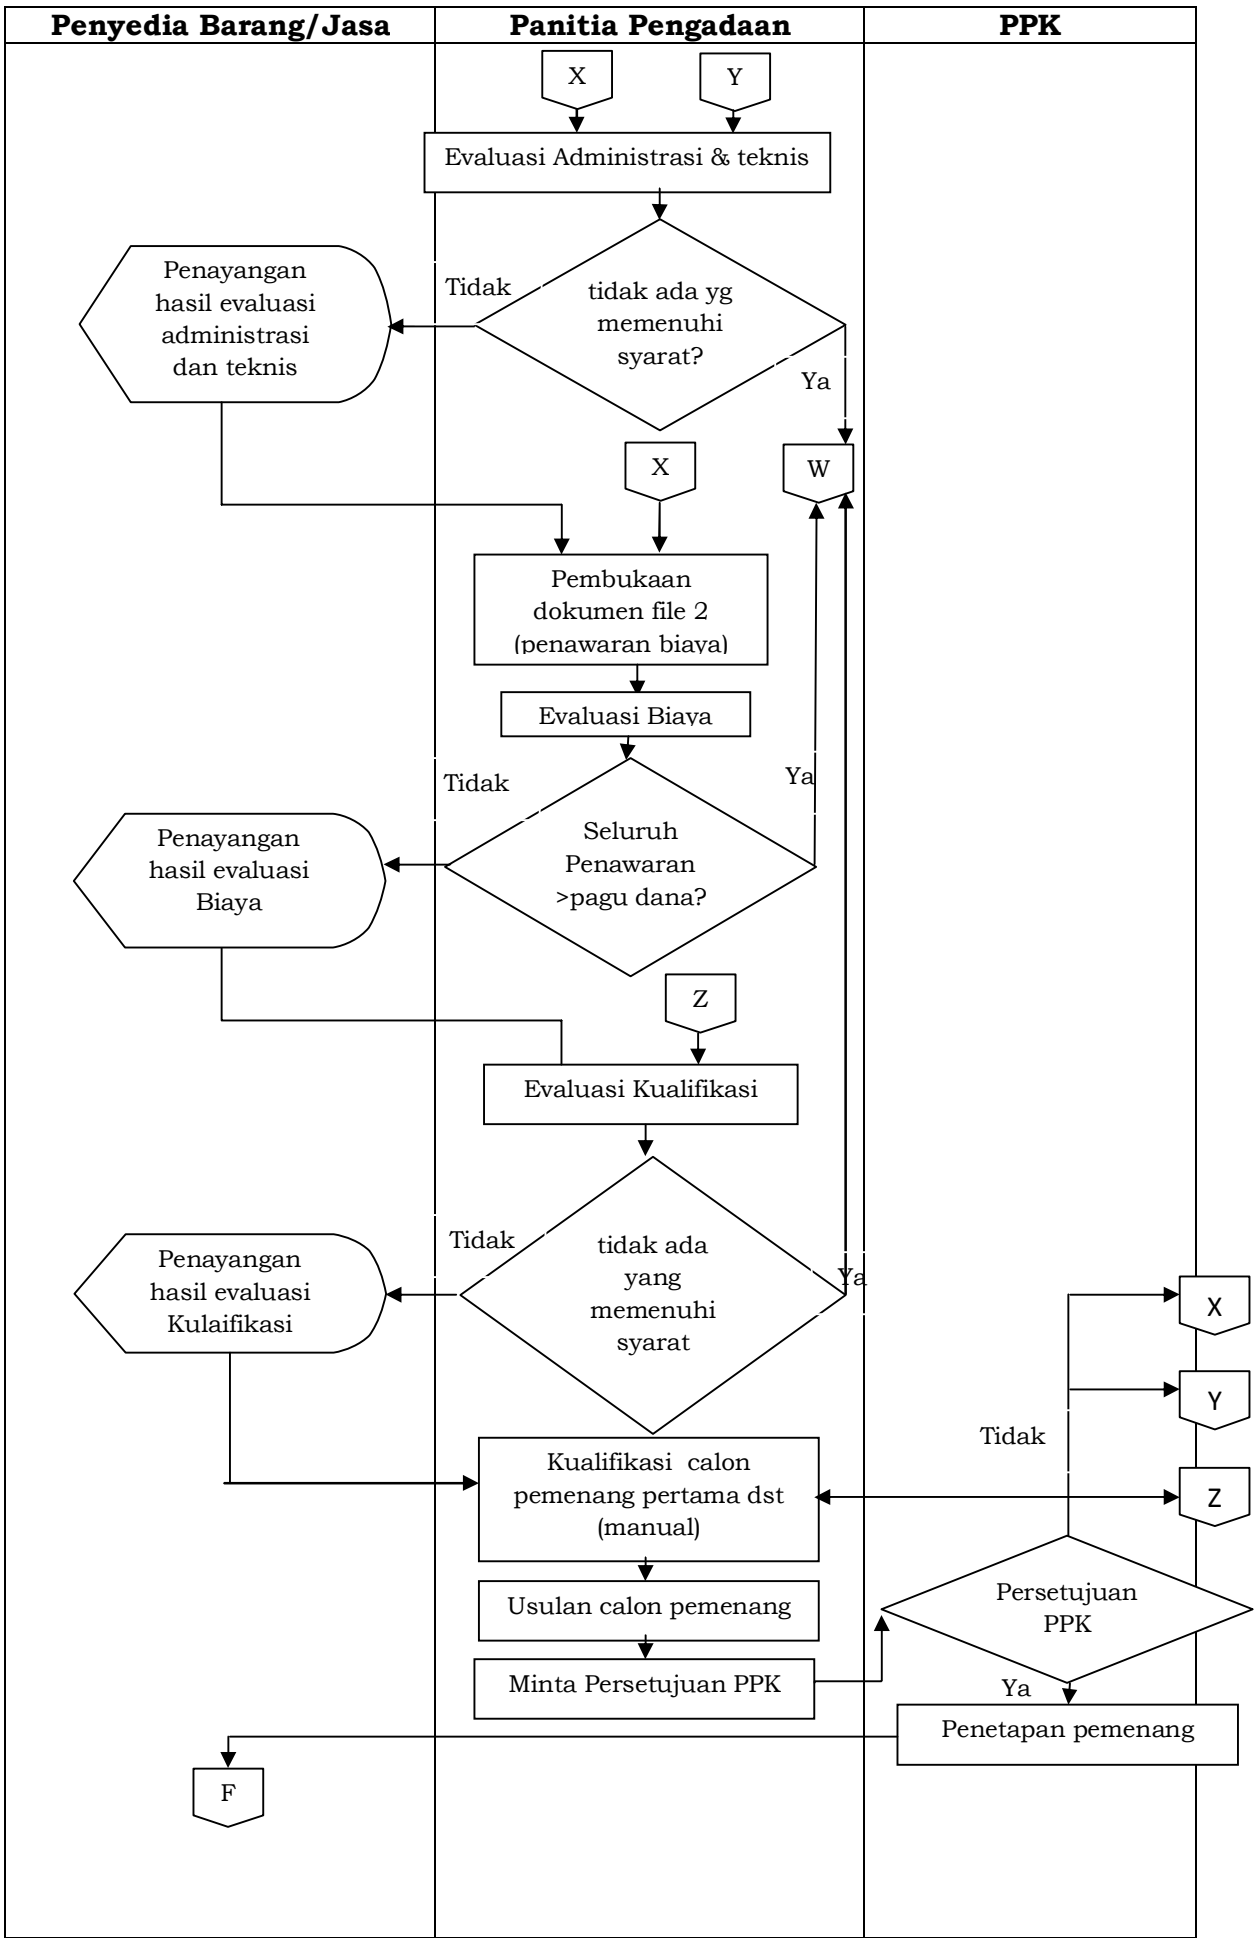 Penyedia Barang/Jasa
Panitia Pengadaan
PPK
X
Y
Evaluasi Administrasi & teknis
Penayangan
hasil evaluasi
administrasi
dan teknis
Tidak
tidak ada yg
memenuhi
syarat?
Ya
X
W
Pembukaan
dokumen file 2
(penawaran biaya)
Evaluasi Biaya
Tidak
Ya
Penayangan
hasil evaluasi
Biaya
Seluruh
Penawaran
>pagu dana?
Z
Evaluasi Kualifikasi
Tidak
Penayangan
hasil evaluasi
Kulaifikasi
tidak ada
yang
memenuhi
syarat
Ya
X
Y
Tidak
Kualifikasi calon
pemenang pertama dst
(manual)
Z
Usulan calon pemenang
Persetujuan
PPK
Minta Persetujuan PPK
Ya
Penetapan pemenang
F